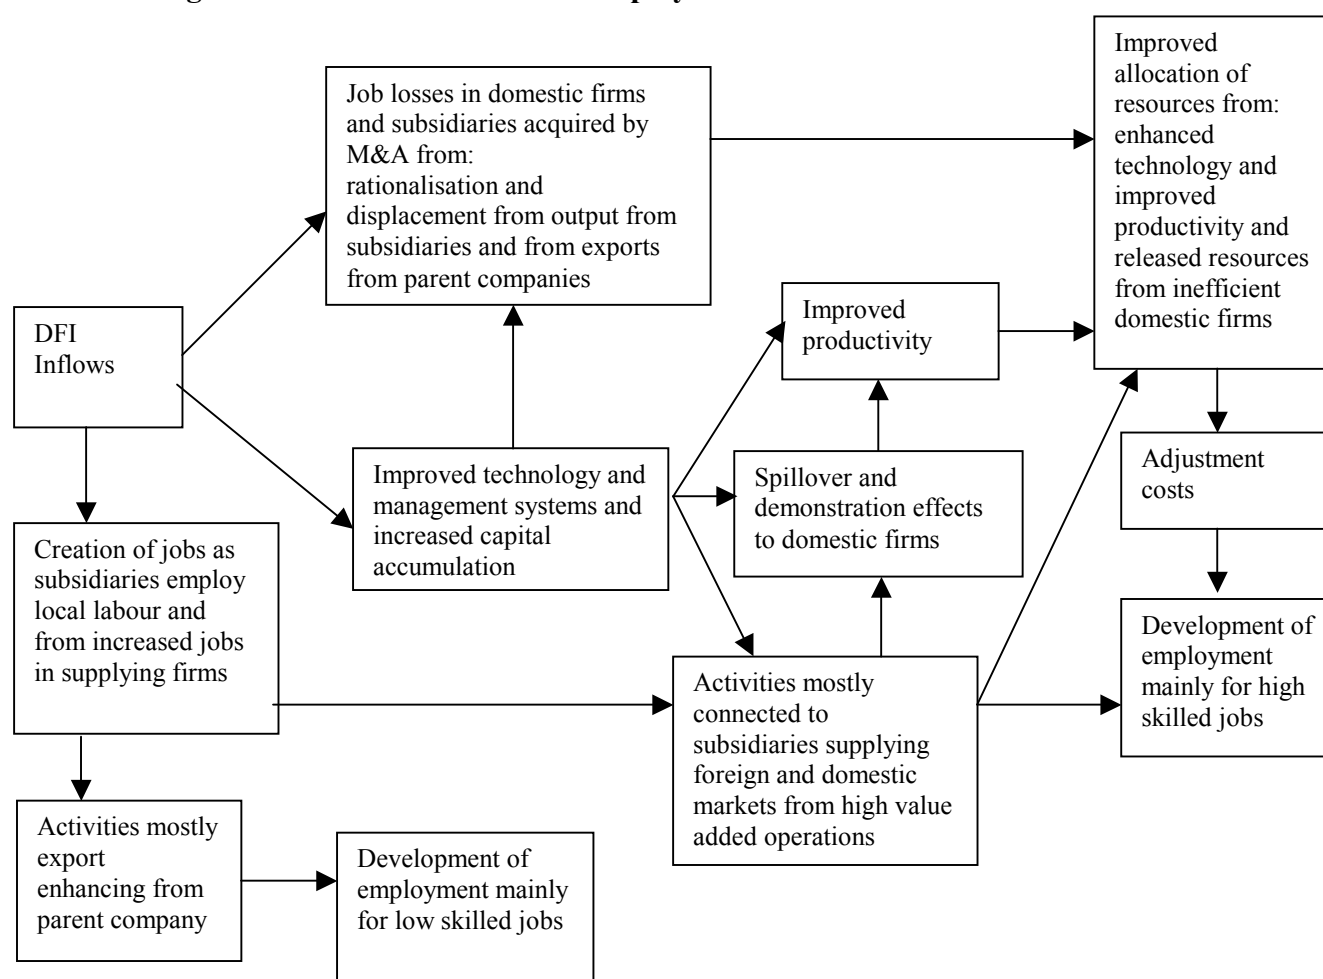 Improved
allocation of
resources from:
enhanced
technology and
improved
productivity and
released resources
from inefficient
domestic firms
Job losses in domestic firms
and subsidiaries acquired by
M&A from:
rationalisation and
displacement from output from
subsidiaries and from exports
from parent companies
DFI
Inflows
Improved
productivity
Improved technology and
management systems and
increased capital
accumulation
Spillover and
demonstration effects
to domestic firms
Adjustment
costs
Creation of jobs as
subsidiaries employ
local labour and
from increased jobs
in supplying firms
Activities mostly
connected to
subsidiaries supplying
foreign and domestic
markets from high value
added operations
Development of
employment
mainly for high
skilled jobs
Activities mostly
export
enhancing from
parent company
Development of
employment mainly
for low skilled jobs